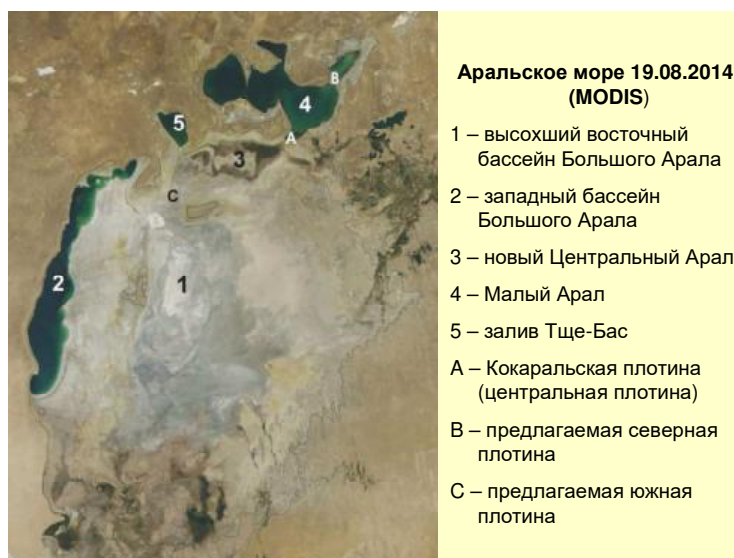 B
4
5
A
3
C
2
1
Аральское море 19.08.2014
(MODIS)
1 – высохший восточный
бассейн Большого Арала
2 – западный бассейн
Большого Арала
3 – новый Центральный Арал
4 – Малый Арал
5 – залив Тще-Бас
A – Кокаральская плотина
(центральная плотина)
B – предлагаемая северная
плотина
C – предлагаемая южная
плотина